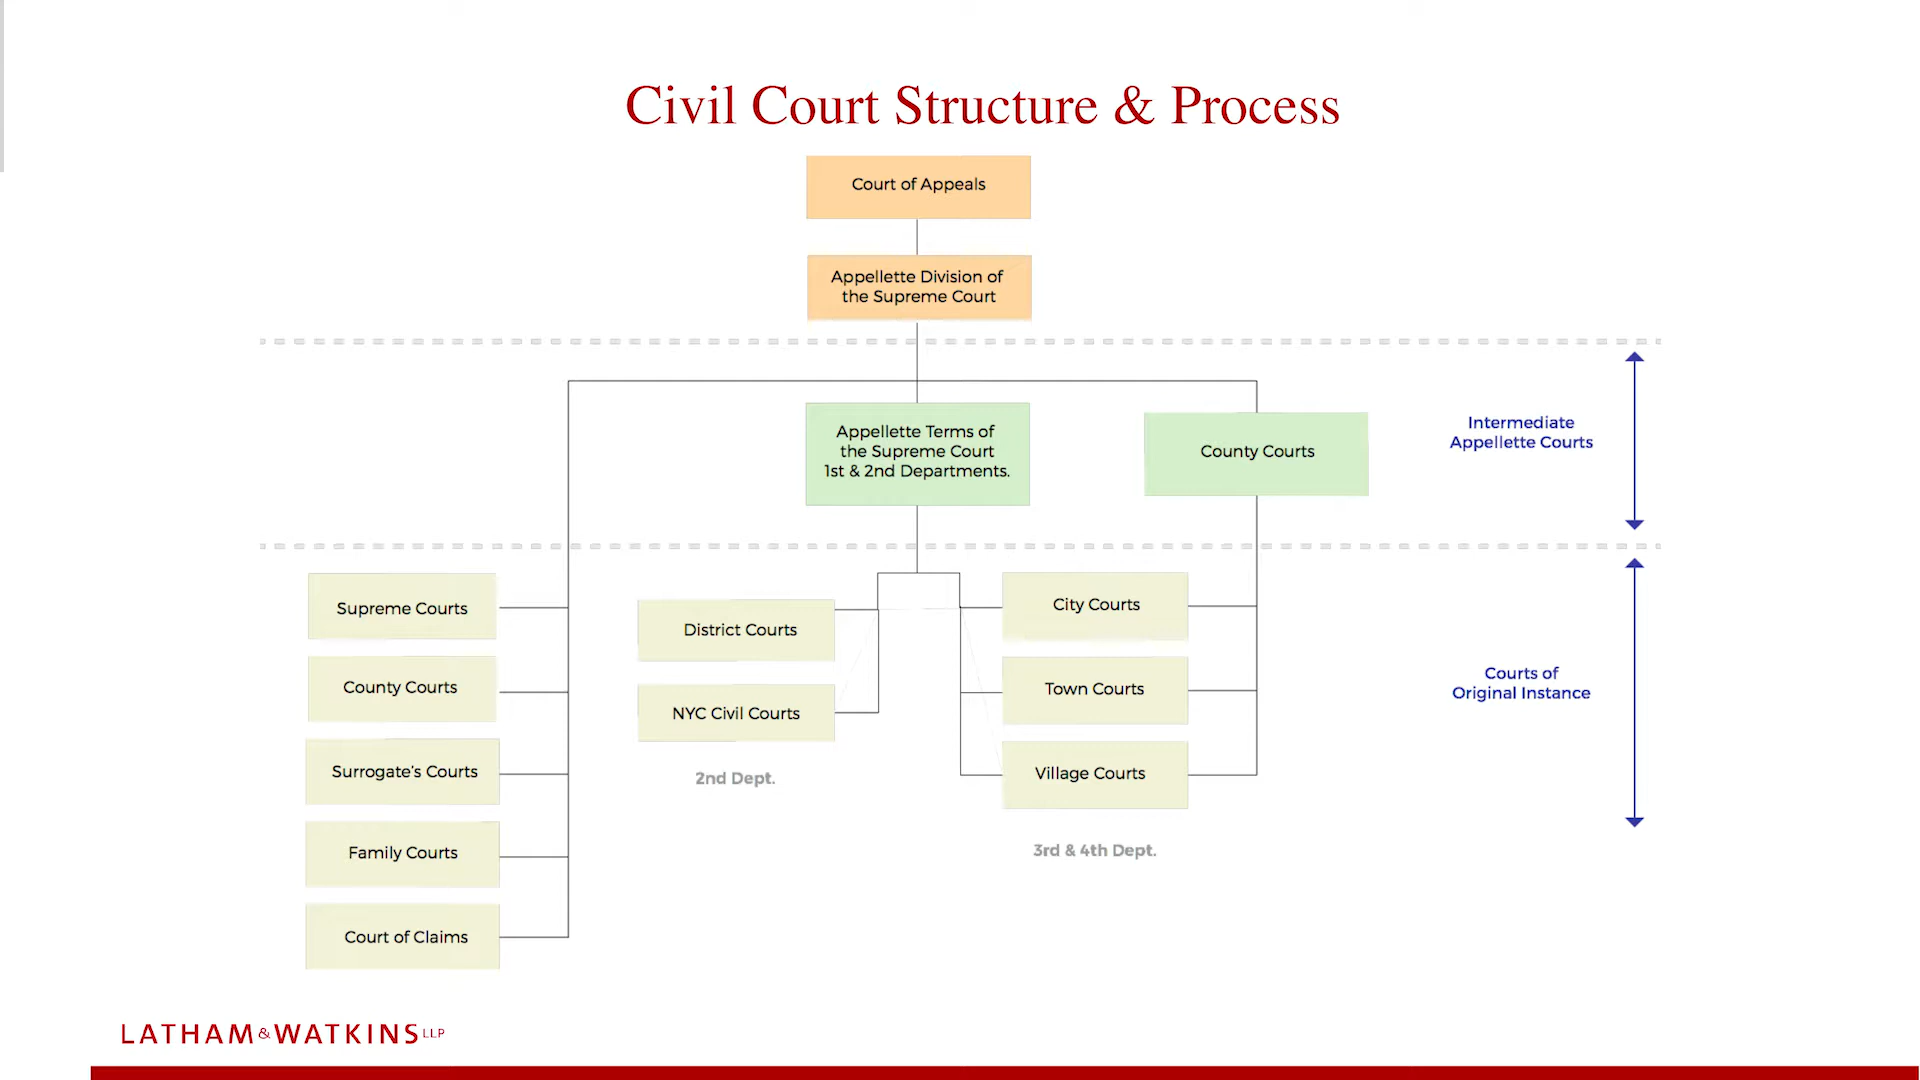 Civil Court Structure & Process
Court of Appeals
Appellette Division of
the Supreme Court
Appellette Terms of
the Supreme Court
1st & 2nd Departments.
County Courts
Intermediate
Appellette Courts
Supreme Courts
County Courts
Surrogate's Courts
Family Courts
Court of Claims
District Courts
NYC Civil Courts
2nd Dept.
City Courts
Town Courts
Village Courts
3rd & 4th Dept.
Courts of
Original Instance
LATHAM&WATKINS LLP